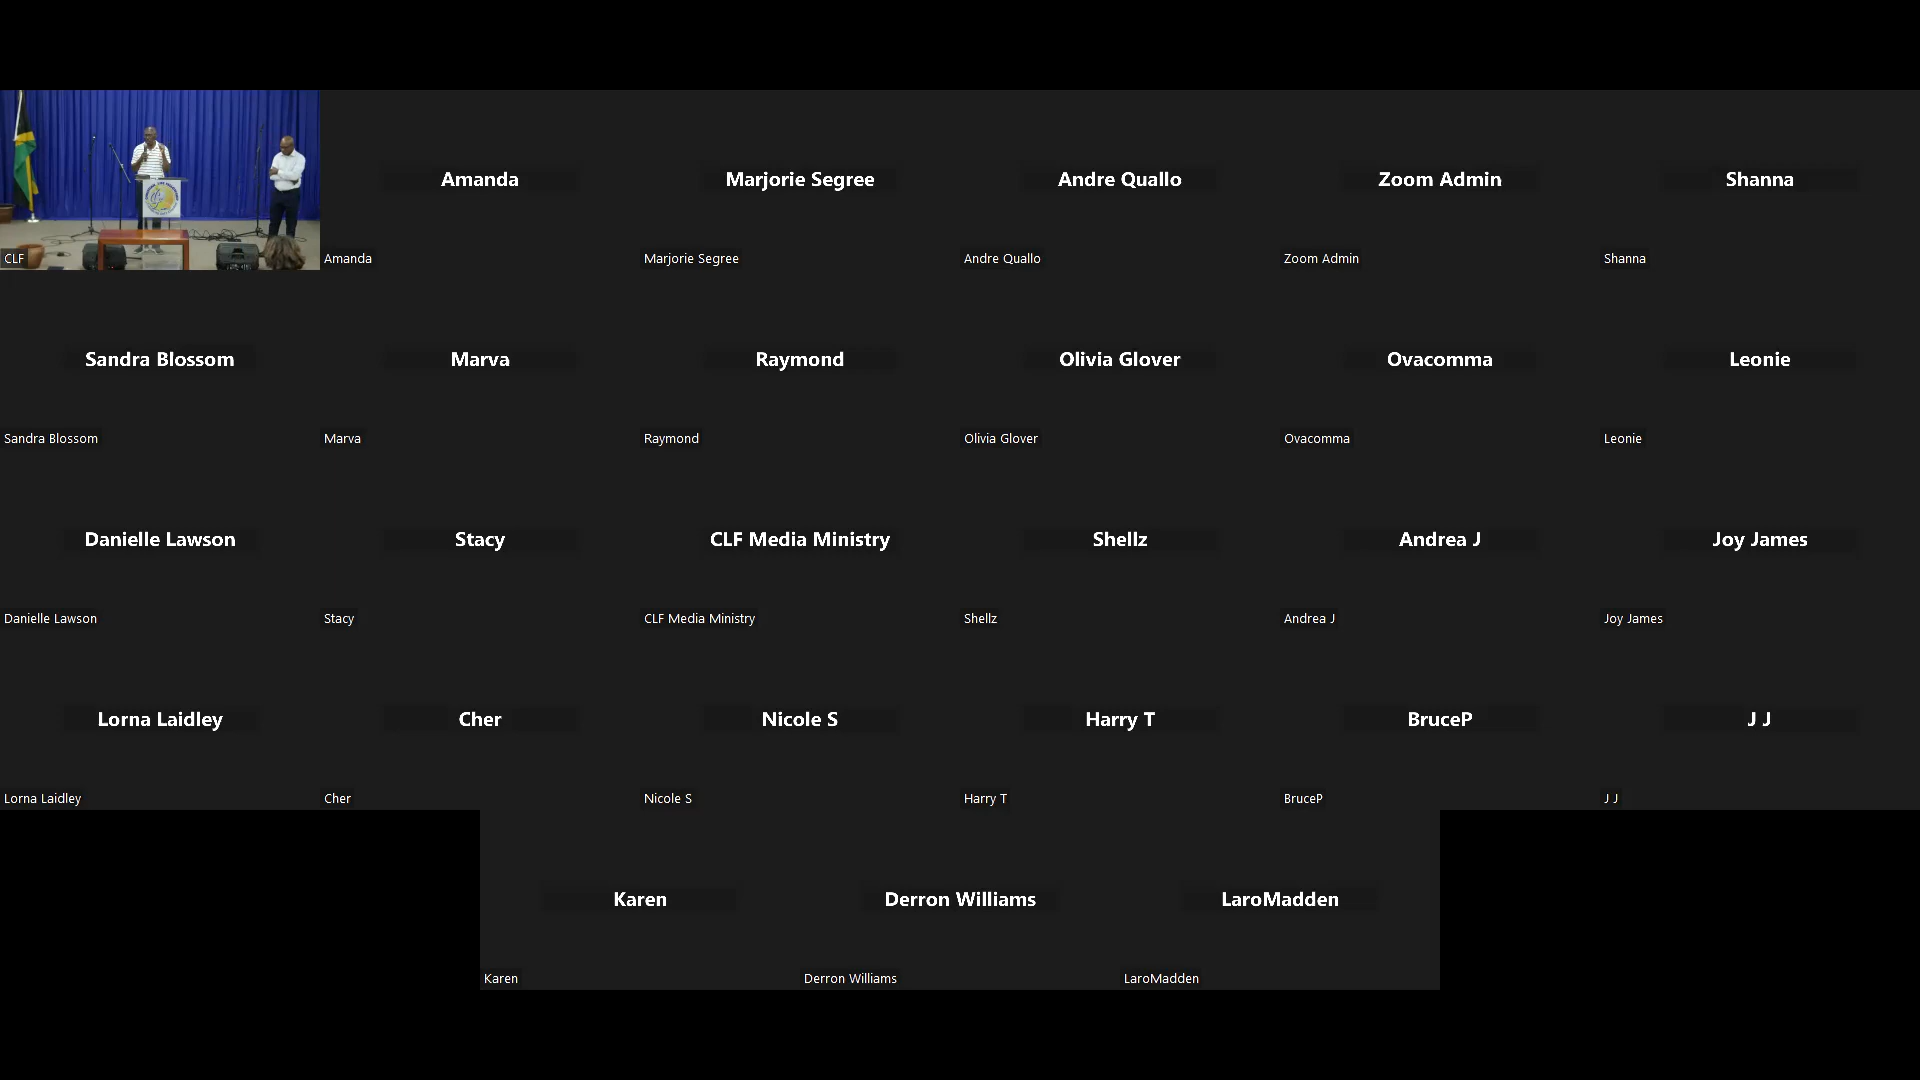 CLF
Amanda
Amanda
Marjorie Segree
Marjorie Segree
Andre Quallo
Andre Quallo
Zoom Admin
Zoom Admin
Shanna
Shanna
Sandra Blossom
Sandra Blossom
Marva
Marva
Raymond
Raymond
Olivia Glover
Olivia Glover
Ovacomma
Ovacomma
Leonie
Leonie
Danielle Lawson
Danielle Lawson
Stacy
Stacy
CLF Media Ministry
CLF Media Ministry
Shellz
Shellz
Andrea J
Andrea J
Joy James
Joy James
Lorna Laidley
Lorna Laidley
Cher
Cher
Nicole S
Nicole S
Harry T
Harry T
BruceP
BruceP
J J
J J
Karen
Karen
Derron Williams
Derron Williams
LaroMadden
LaroMadden